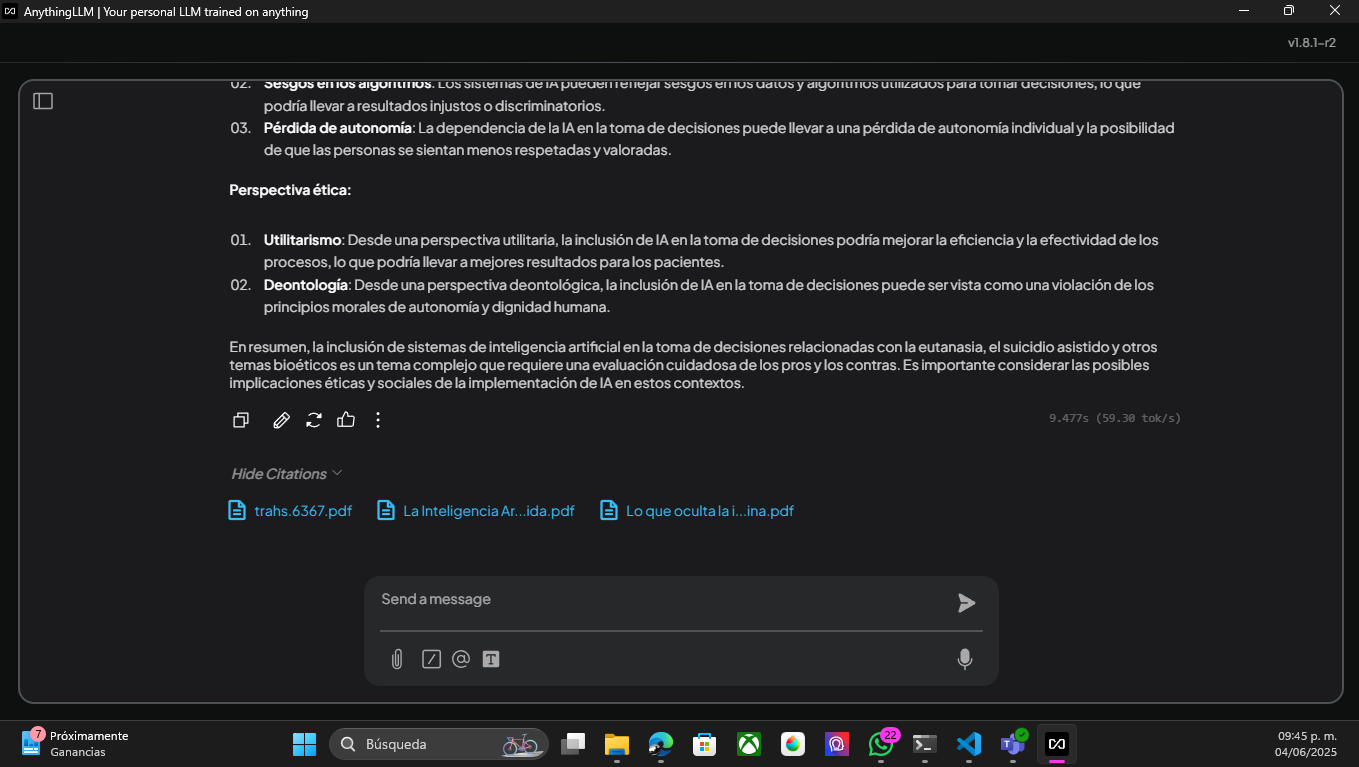 AnythingLLM | Your personal LLM trained on anything
v1.8.1-r2
02. Sesgos en los algoritmos: Los sistemas de IA pueden reflejar sesgos en los datos y algoritmos utilizados para tomar decisiones, lo que
podría llevar a resultados injustos o discriminatorios.
03. Pérdida de autonomía: La dependencia de la IA en la toma de decisiones puede llevar a una pérdida de autonomía individual y la posibilidad
de que las personas se sientan menos respetadas y valoradas.
Perspectiva ética:
01. Utilitarismo: Desde una perspectiva utilitaria, la inclusión de IA en la toma de decisiones podría mejorar la eficiencia y la efectividad de los
procesos, lo que podría llevar a mejores resultados para los pacientes.
02. Deontología: Desde una perspectiva deontológica, la inclusión de IA en la toma de decisiones puede ser vista como una violación de los
principios morales de autonomía y dignidad humana.
En resumen, la inclusión de sistemas de inteligencia artificial en la toma de decisiones relacionadas con la eutanasia, el suicidio asistido y otros
temas bioéticos es un tema complejo que requiere una evaluación cuidadosa de los pros y los contras. Es importante considerar las posibles
implicaciones éticas y sociales de la implementación de IA en estos contextos.
9.477s (59.30 tok/s)
Hide Citations
trahs.6367.pdf La Inteligencia Ar...ida.pdf Lo que oculta la i...ina.pdf
Send a message
7 Próximamente
Ganancias
Búsqueda
22
09:45 p. m.
04/06/2025